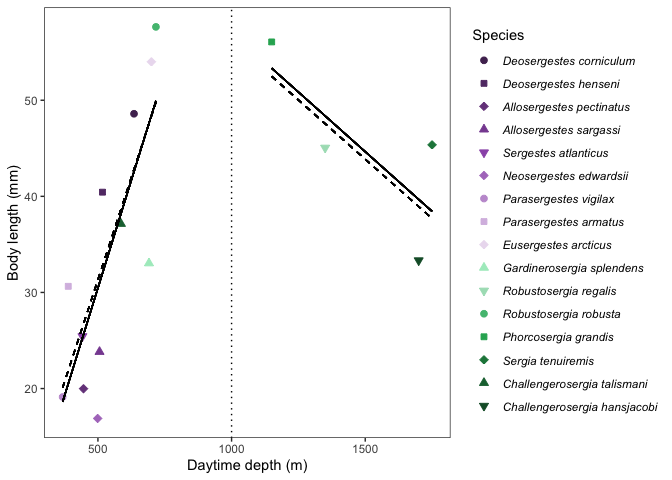 Body length (mm)
50
40
30
20
500
1000
1500
Daytime depth (m)
Species
Deosergestes corniculum
Deosergestes henseni
Allosergestes pectinatus
Allosergestes sargassi
Sergestes atlanticus
Neosergestes edwardsii
Parasergestes vigilax
Parasergestes armatus
Eusergestes arcticus
Gardinerosergia splendens
Robustosergia regalis
Robustosergia robusta
Phorcosergia grandis
Sergia tenuiremis
Challengerosergia talismani
Challengerosergia hansjacobi